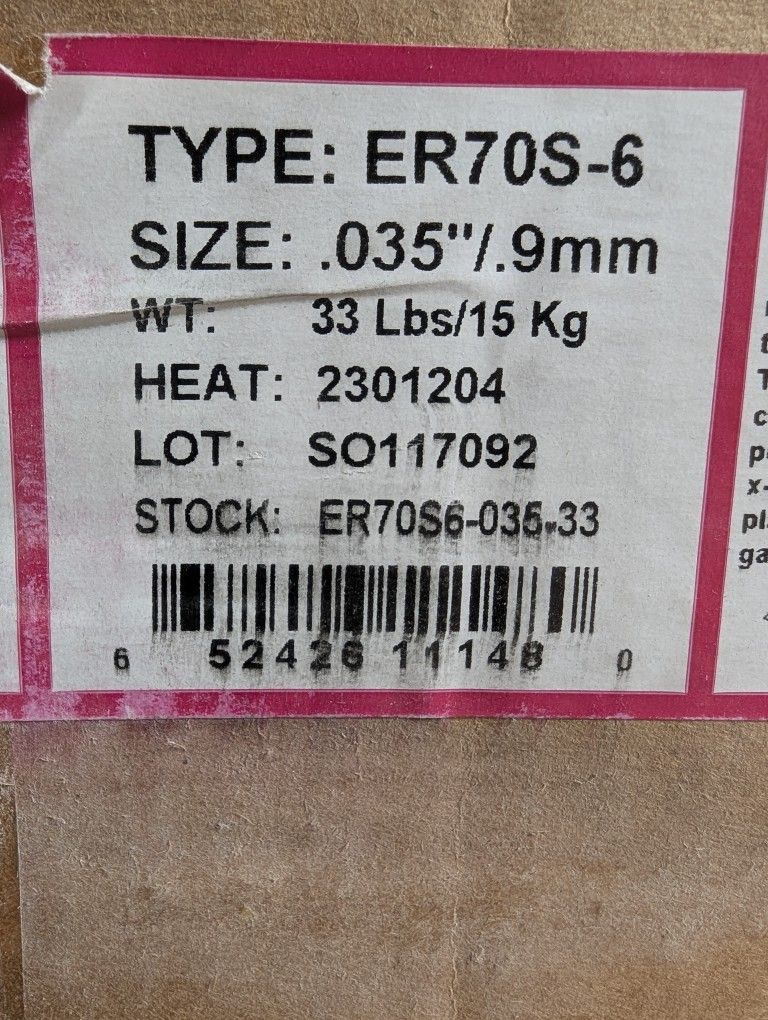 TYPE: ER70S-6
SIZE: .035"/.9mm
WT: 33 Lbs/15 Kg
HEAT: 2301204
LOT: SO117092
STOCK: ER70S6-035-33
6 52426 11148 0